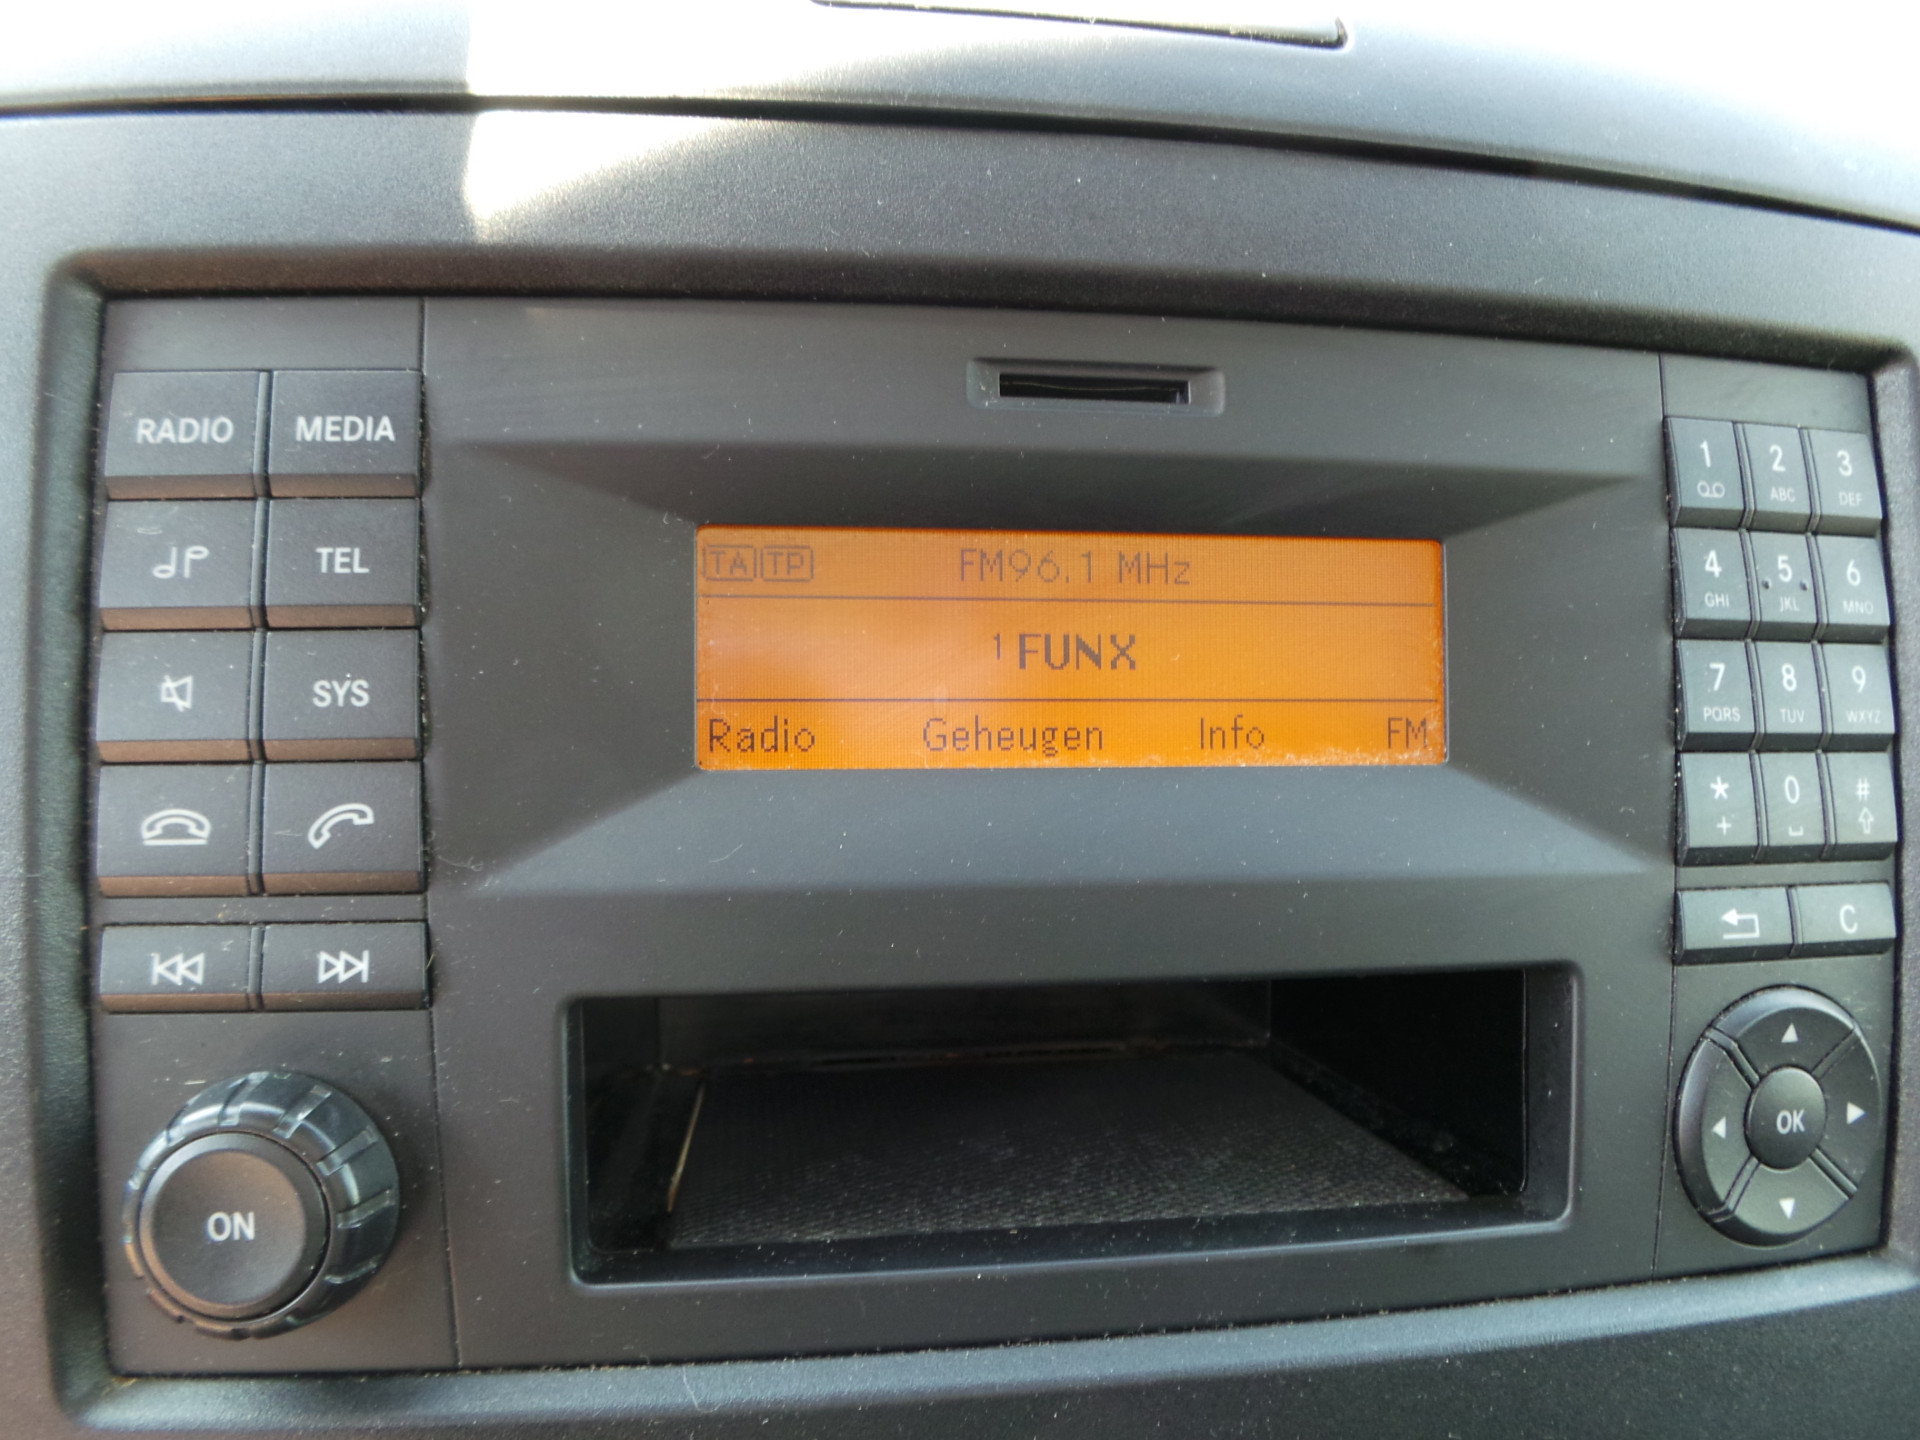 RADIO MEDIA
TEL
SYS
ON
TA TP FM96.1 MHz
1 FUNX
Radio Geheugen Info FM
1 2 ABC 3 DEF
4 GHI 5 JKL 6 MNO
7 PQRS 8 TUV 9 WXYZ
* + 0 #
C
OK